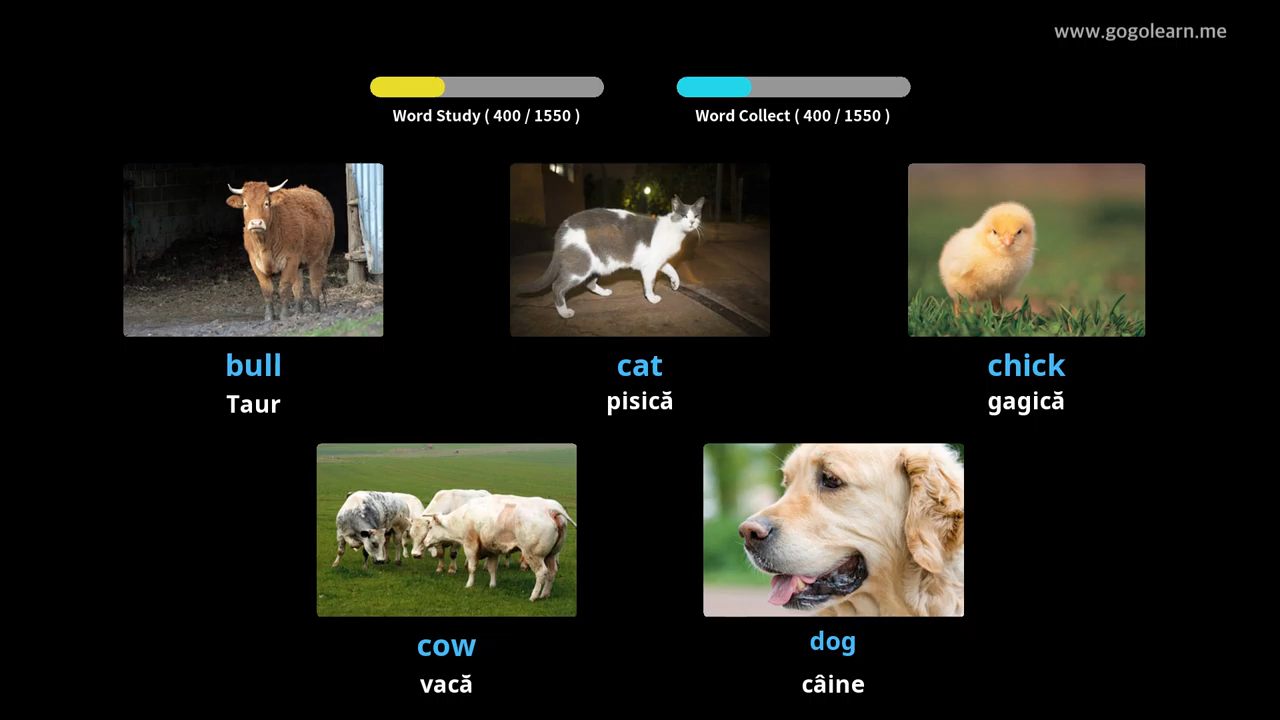 www.gogolearn.me
Word Study ( 400 / 1550 )
Word Collect ( 400 / 1550 )
bull
Taur
cat
pisică
chick
gagică
cow
vacă
dog
câine